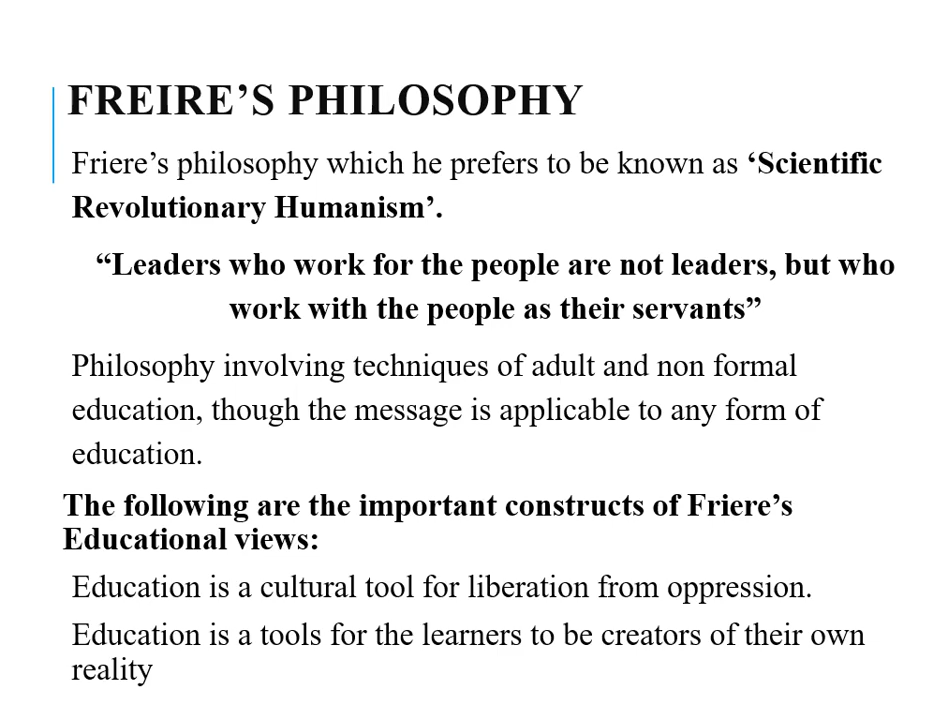 FREIRE’S PHILOSOPHY
Friere’s philosophy which he prefers to be known as ‘Scientific
Revolutionary Humanism’.
“Leaders who work for the people are not leaders, but who
work with the people as their servants”
Philosophy involving techniques of adult and non formal
education, though the message is applicable to any form of
education.
The following are the important constructs of Friere’s
Educational views:
Education is a cultural tool for liberation from oppression.
Education is a tools for the learners to be creators of their own
reality